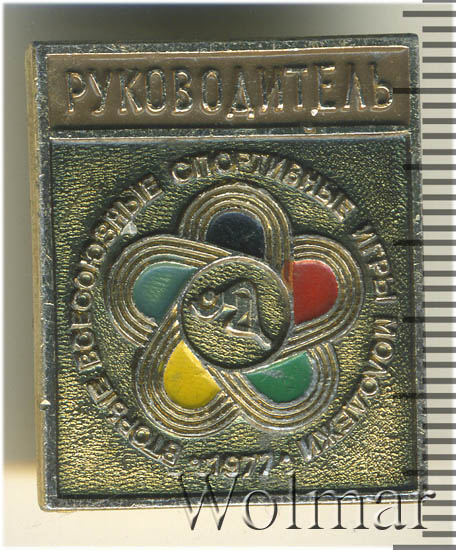 РУКОВОДИТЕЛЬ
ВТОРЫЕ ВСЕСОЮЗНЫЕ СПОРТИВНЫЕ ИГРЫ МОЛОДЕЖИ
· 1977 ·
Wolmar